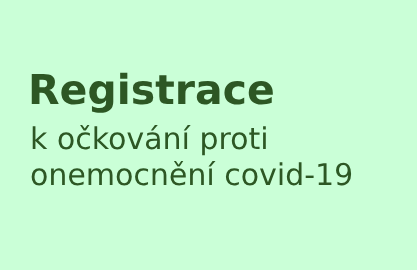 Registrace
k očkování proti
onemocnění covid-19